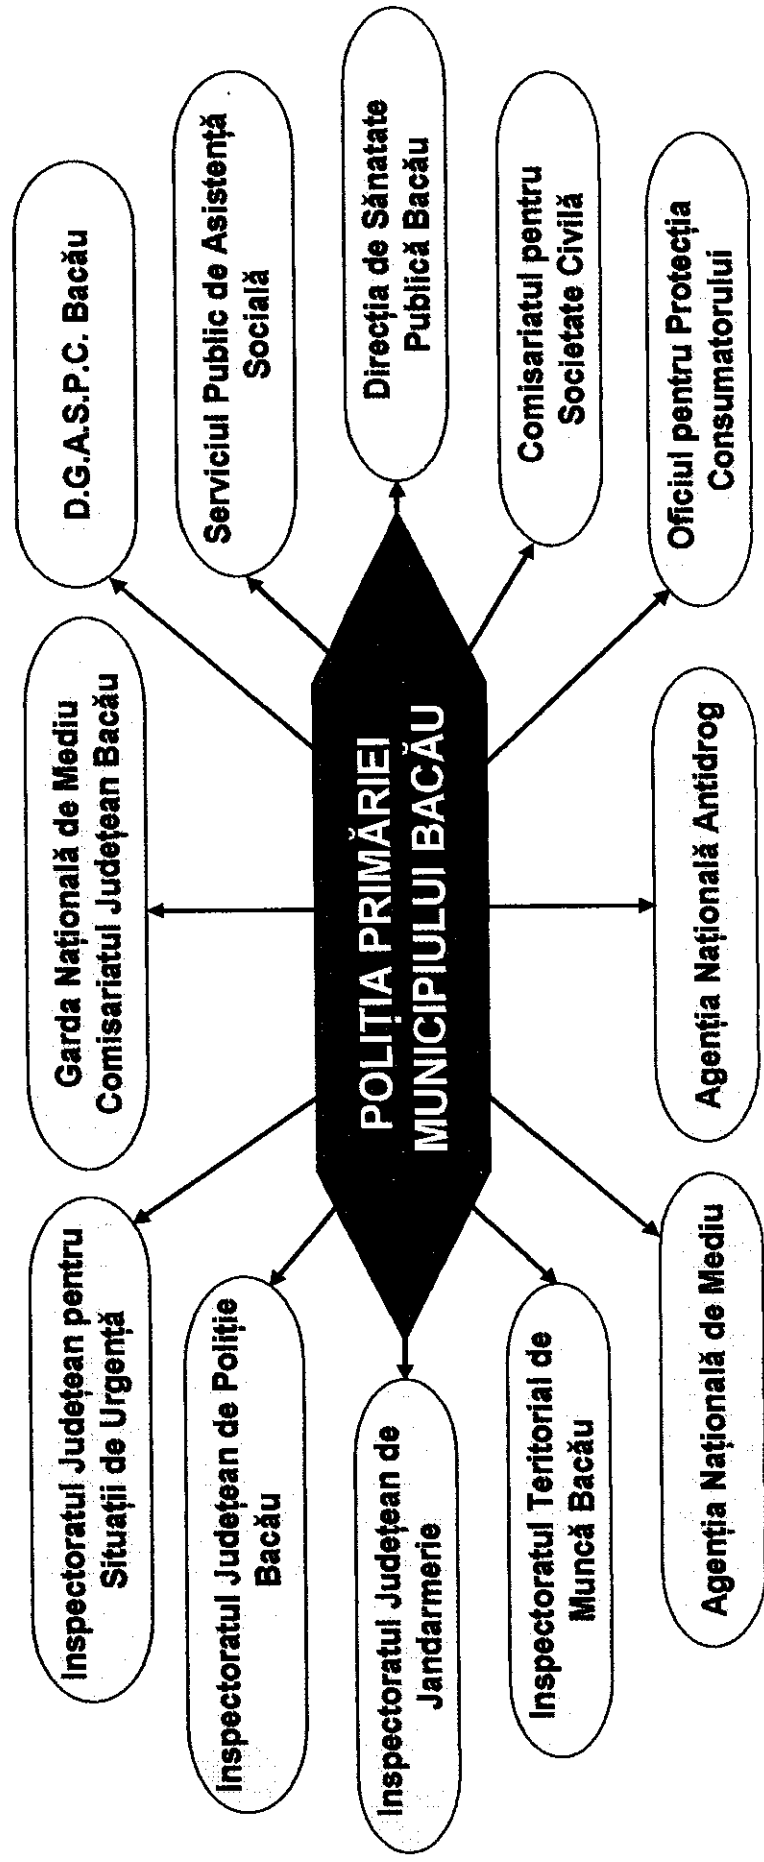 Inspectoratul Județean pentru
Situații de Urgență
Garda Națională de Mediu
Comisariatul Județean Bacău
D.G.A.S.P.C. Bacău
Inspectoratul Județean de Poliție
Bacău
Serviciul Public de Asistență
Socială
Inspectoratul Județean de
Jandarmerie
POLIȚIA PRIMĂRIEI
MUNICIPIULUI BACĂU
Direcția de Sănatate
Publică Bacău
Inspectoratul Teritorial de
Muncă Bacău
Comisariatul pentru
Societate Civilă
Agenția Națională de Mediu
Agenția Națională Antidrog
Oficiul pentru Protecția
Consumatorului